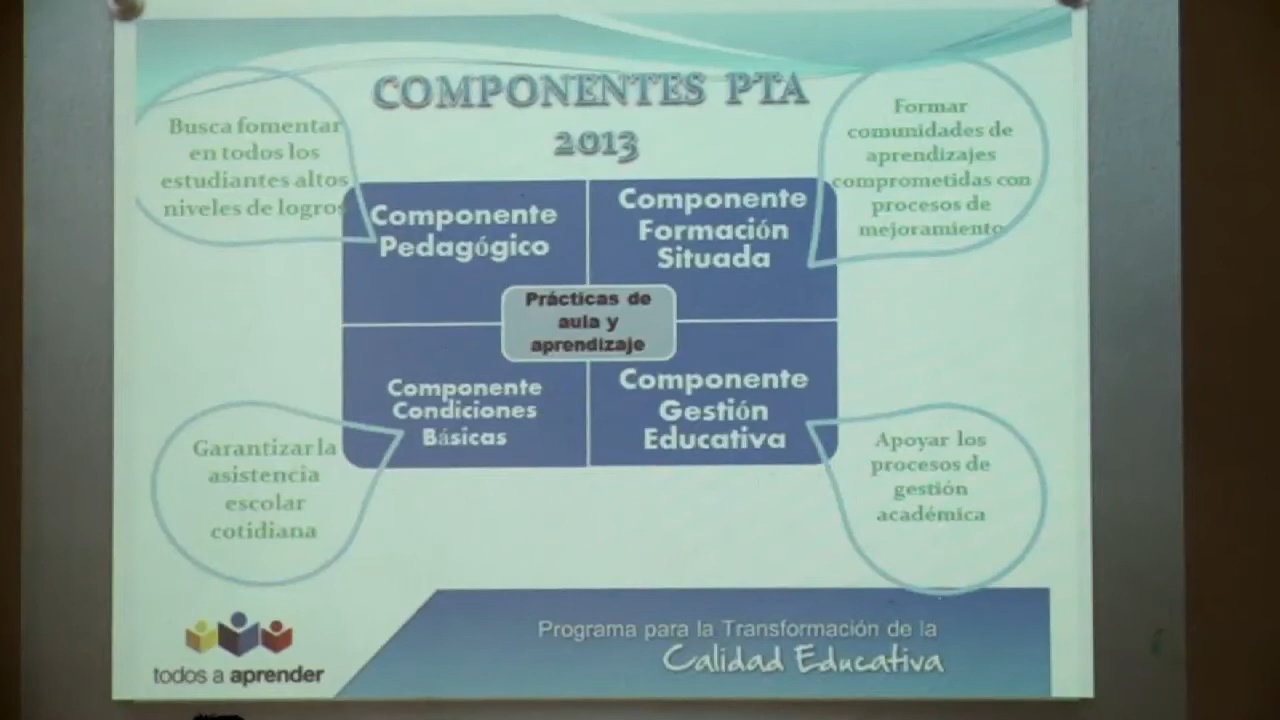 COMPONENTES PTA
2013
Busca fomentar
en todos los
estudiantes altos
niveles de logros
Formar
comunidades de
aprendizajes
comprometidas con
procesos de
mejoramiento
Componente
Pedagógico
Componente
Formación
Situada
Prácticas de
aula y
aprendizaje
Componente
Condiciones
Básicas
Componente
Gestión
Educativa
Garantizar la
asistencia
escolar
cotidiana
Apoyar los
procesos de
gestión
académica
todos a aprender
Programa para la Transformación de la
Calidad Educativa